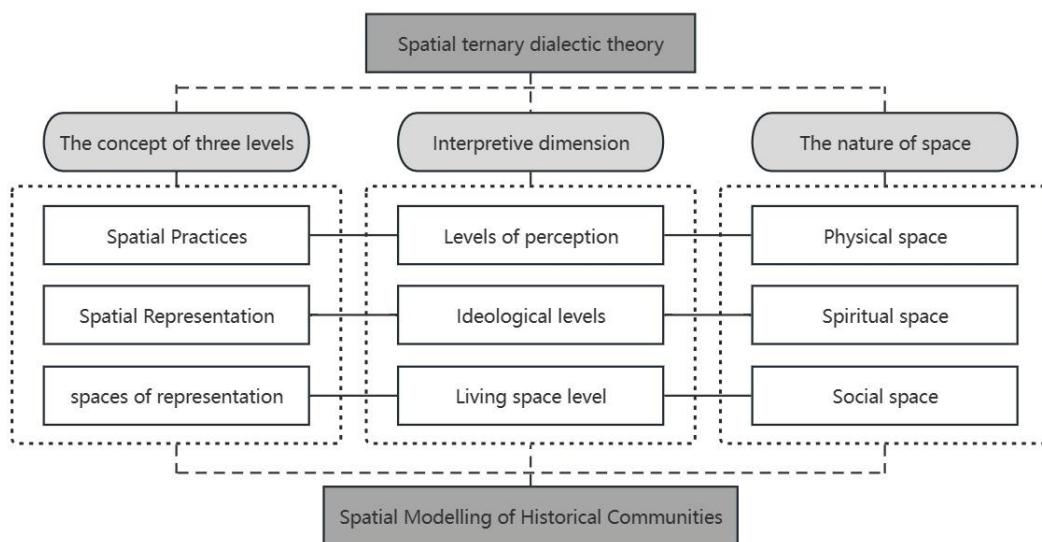 Spatial ternary dialectic theory
The concept of three levels
Interpretive dimension
The nature of space
Spatial Practices
Levels of perception
Physical space
Spatial Representation
Ideological levels
Spiritual space
spaces of representation
Living space level
Social space
Spatial Modelling of Historical Communities